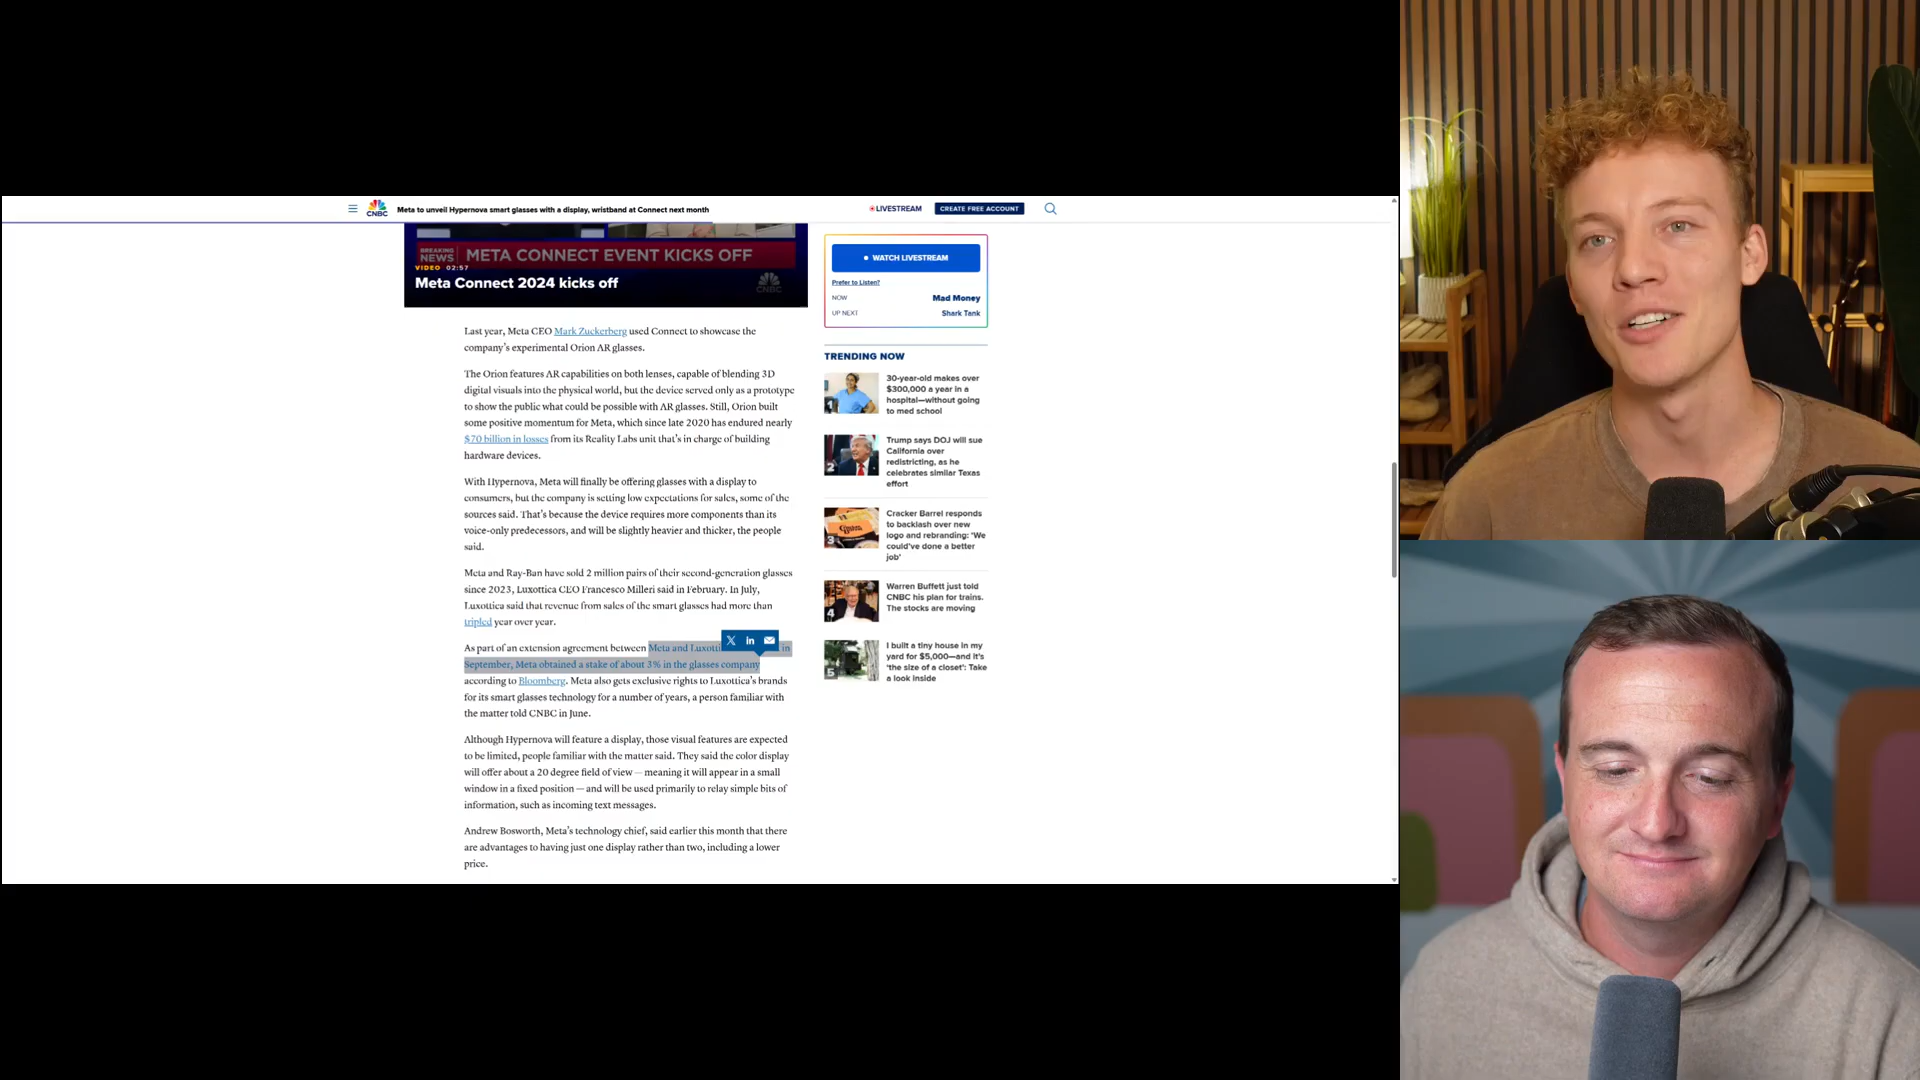 CNBC
Meta to unveil Hypernova smart glasses with a display, wristband at Connect next month
LIVESTREAM
CREATE FREE ACCOUNT
BREAKING
NEWS
META CONNECT EVENT KICKS OFF
VIDEO 02:57
Meta Connect 2024 kicks off
CNBC
Last year, Meta CEO Mark Zuckerberg used Connect to showcase the
company's experimental Orion AR glasses.
The Orion features AR capabilities on both lenses, capable of blending 3D
digital visuals into the physical world, but the device served only as a prototype
to show the public what could be possible with AR glasses. Still, Orion built
some positive momentum for Meta, which since late 2020 has endured nearly
$70 billion in losses from its Reality Labs unit that's in charge of building
hardware devices.
With Hypernova, Meta will finally be offering glasses with a display to
consumers, but the company is setting low expectations for sales, some of the
sources said. That's because the device requires more components than its
voice-only predecessors, and will be slightly heavier and thicker, the people
said.
Meta and Ray-Ban have sold 2 million pairs of their second-generation glasses
since 2023, Luxottica CEO Francesco Milleri said in February. In July,
Luxottica said that revenue from sales of the smart glasses had more than
tripled year over year.
As part of an extension agreement between Meta and in
September, Meta obtained a stake of about 3% in the glasses company
according to Bloomberg. Meta also gets exclusive rights to Luxottica's brands
for its smart glasses technology for a number of years, a person familiar with
the matter told CNBC in June.
Although Hypernova will feature a display, those visual features are expected
to be limited, people familiar with the matter said. They said the color display
will offer about a 20 degree field of view — meaning it will appear in a small
window in a fixed position — and will be used primarily to relay simple bits of
information, such as incoming text messages.
Andrew Bosworth, Meta's technology chief, said earlier this month that there
are advantages to having just one display rather than two, including a lower
price.
WATCH LIVESTREAM
Prefer to Listen?
NOW
Mad Money
UP NEXT
Shark Tank
TRENDING NOW
1
30-year-old makes over
$300,000 a year in a
hospital—without going
to med school
2
Trump says DOJ will sue
California over
redistricting, as he
celebrates similar Texas
effort
3
Cracker Barrel responds
to backlash over new
logo and rebranding: 'We
could've done a better
job'
4
Warren Buffett just told
CNBC his plan for trains.
The stocks are moving
5
I built a tiny house in my
yard for $5,000—and it's
'the size of a closet': Take
a look inside